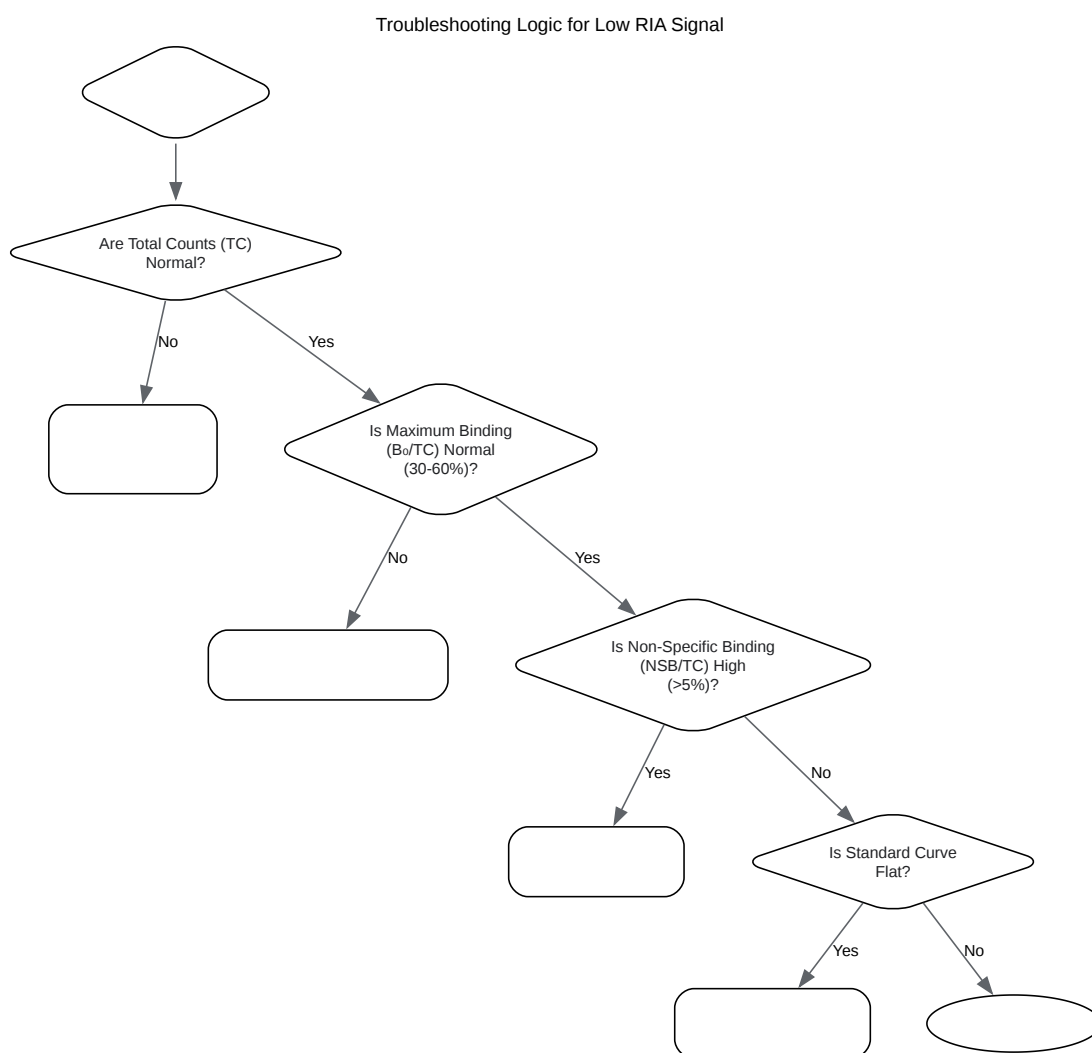 Troubleshooting Logic for Low RIA Signal
Are Total Counts (TC)
Normal?
No
Yes
Is Maximum Binding
(B₀/TC) Normal
(30-60%)?
No
Yes
Is Non-Specific Binding
(NSB/TC) High
(>5%)?
Yes
No
Is Standard Curve
Flat?
Yes
No